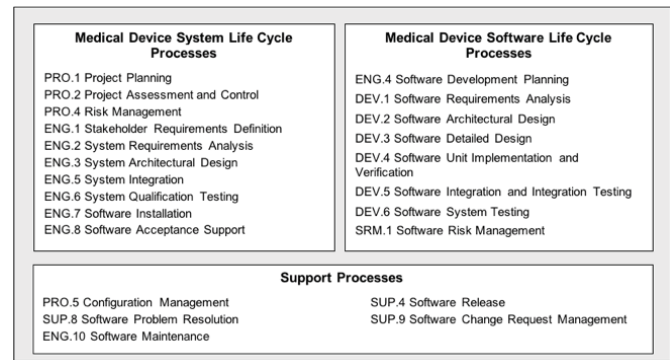 Medical Device System Life Cycle
Processes
PRO.1 Project Planning
PRO.2 Project Assessment and Control
PRO.4 Risk Management
ENG.1 Stakeholder Requirements Definition
ENG.2 System Requirements Analysis
ENG.3 System Architectural Design
ENG.5 System Integration
ENG.6 System Qualification Testing
ENG.7 Software Installation
ENG.8 Software Acceptance Support
Medical Device Software Life Cycle
Processes
ENG.4 Software Development Planning
DEV.1 Software Requirements Analysis
DEV.2 Software Architectural Design
DEV.3 Software Detailed Design
DEV.4 Software Unit Implementation and
Verification
DEV.5 Software Integration and Integration Testing
DEV.6 Software System Testing
SRM.1 Software Risk Management
Support Processes
PRO.5 Configuration Management
SUP.8 Software Problem Resolution
ENG.10 Software Maintenance
SUP.4 Software Release
SUP.9 Software Change Request Management